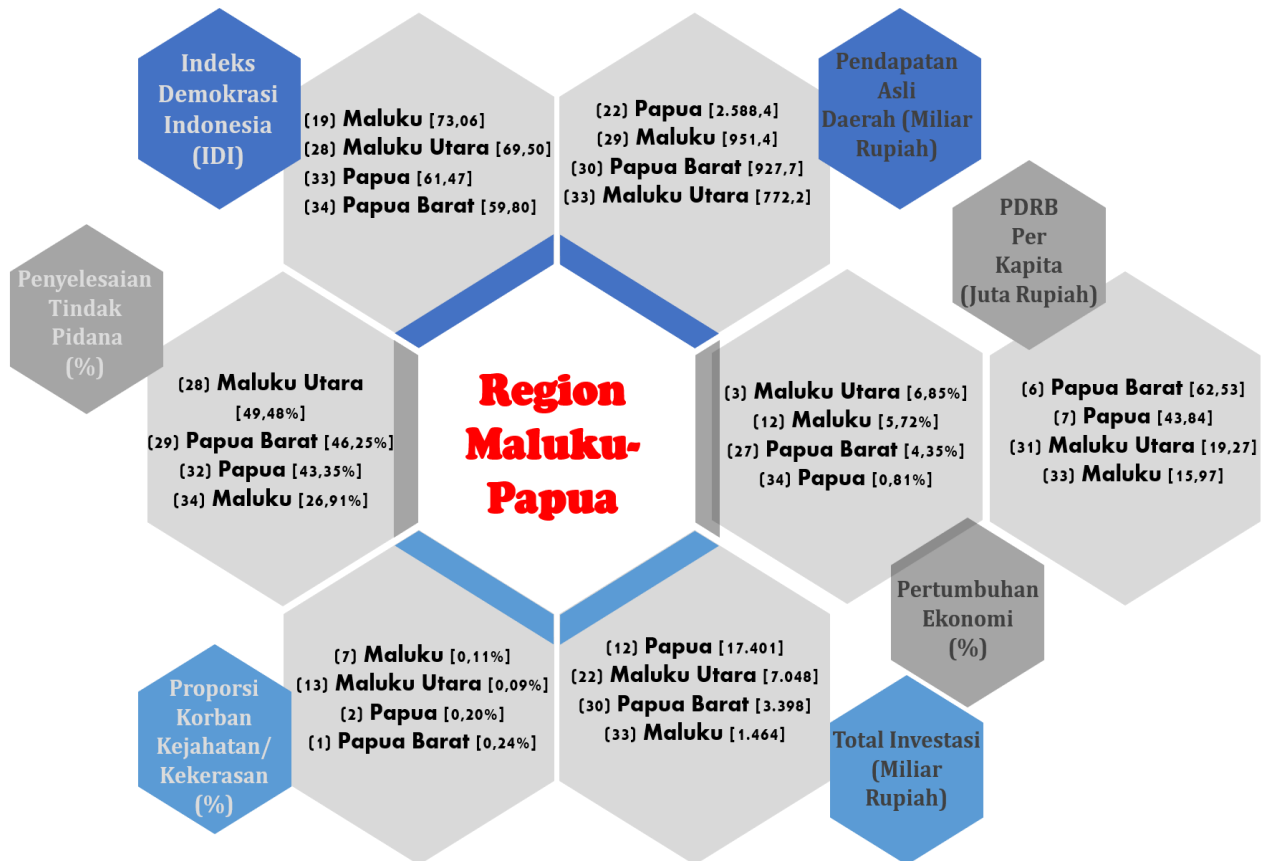 Indeks
Demokrasi
Indonesia
(IDI)
(19) Maluku [73,06]
(28) Maluku Utara [69,50]
(33) Papua [61,47]
(34) Papua Barat [59,80]
(22) Papua [2.588,4]
(29) Maluku [951,4]
(30) Papua Barat [927,7]
(33) Maluku Utara [772,2]
Pendapatan
Asli
Daerah (Miliar
Rupiah)
PDRB
Per
Kapita
(Juta Rupiah)
Penyelesaian
Tindak
Pidana
(%)
(28) Maluku Utara
[49,48%]
(29) Papua Barat [46,25%]
(32) Papua [43,35%]
(34) Maluku [26,91%]
Region
Maluku-
Papua
(3) Maluku Utara [6,85%]
(12) Maluku [5,72%]
(27) Papua Barat [4,35%]
(34) Papua [0,81%]
(6) Papua Barat [62,53]
(7) Papua [43,84]
(31) Maluku Utara [19,27]
(33) Maluku [15,97]
Pertumbuhan
Ekonomi
(%)
Proporsi
Korban
Kejahatan/
Kekerasan
(%)
(7) Maluku [0,11%]
(13) Maluku Utara [0,09%]
(2) Papua [0,20%]
(1) Papua Barat [0,24%]
(12) Papua [17.401]
(22) Maluku Utara [7.048]
(30) Papua Barat [3.398]
(33) Maluku [1.464]
Total Investasi
(Miliar
Rupiah)